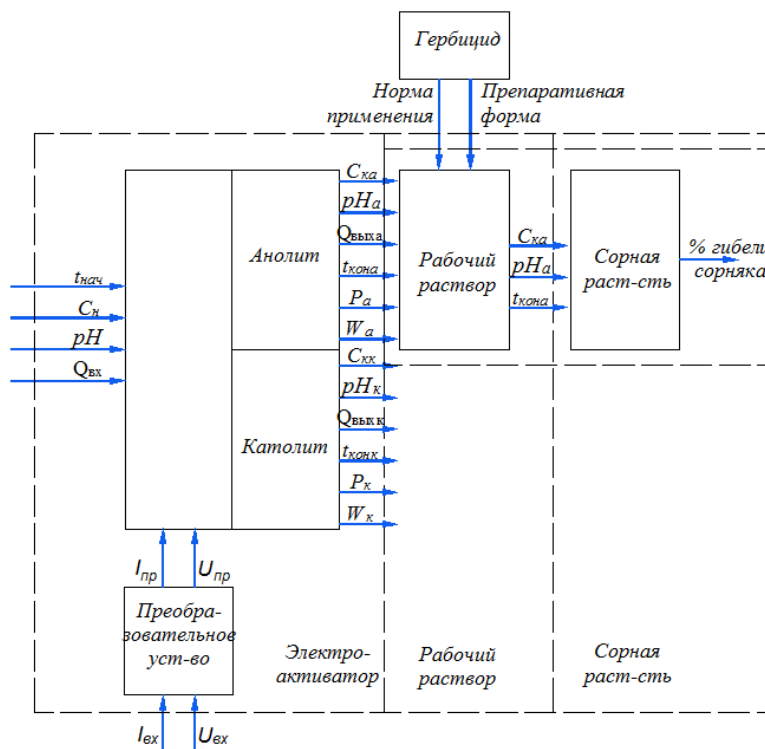 Гербицид
Норма
применения
Препаративная
форма
tнач
Cн
pH
Qвх
Анолит
Католит
Cка
pHа
Qвыха
tкона
Pа
Wа
Cкк
pHк
Qвыхк
tконк
Pк
Wк
Рабочий
раствор
Cка
pHа
tкона
Сорная
раст-сть
% гибели
сорняка
Iпр
Uпр
Преобра-
зовательное
уст-во
Iвх
Uвх
Электро-
активатор
Рабочий
раствор
Сорная
раст-сть